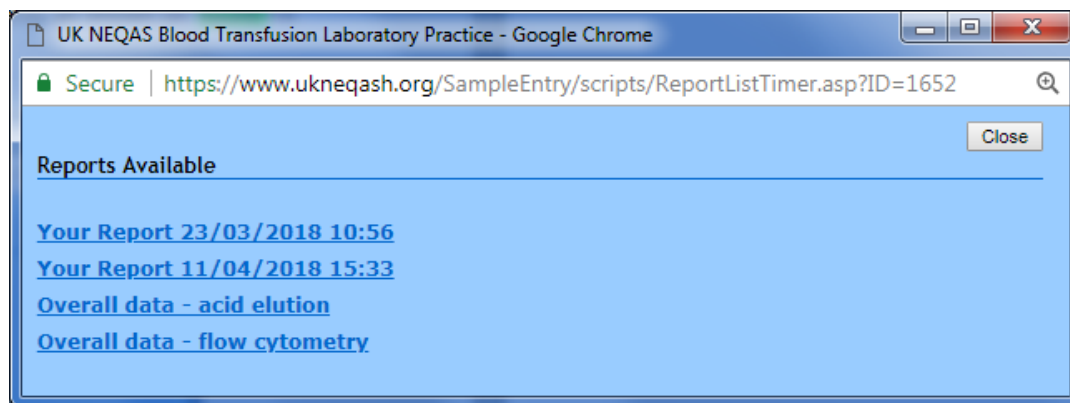 UK NEQAS Blood Transfusion Laboratory Practice - Google Chrome
Secure | https://www.ukneqash.org/SampleEntry/scripts/ReportListTimer.asp?ID=1652
Close
Reports Available
Your Report 23/03/2018 10:56
Your Report 11/04/2018 15:33
Overall data - acid elution
Overall data - flow cytometry